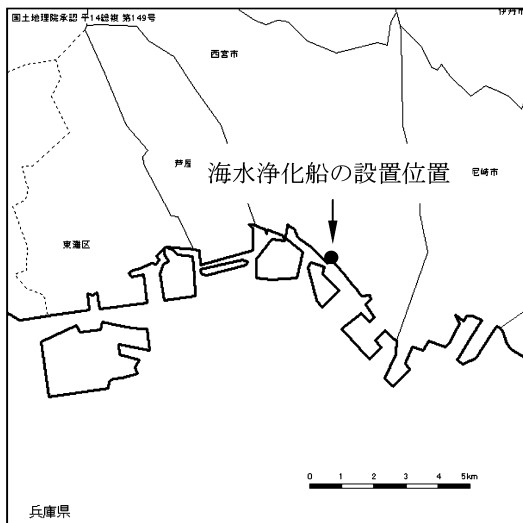 国土地理院承認 平14総複 第149号
伊丹市
西宮市
芦屋
海水浄化船の設置位置
尼崎市
東灘区
0 1 2 3 4 5km
兵庫県